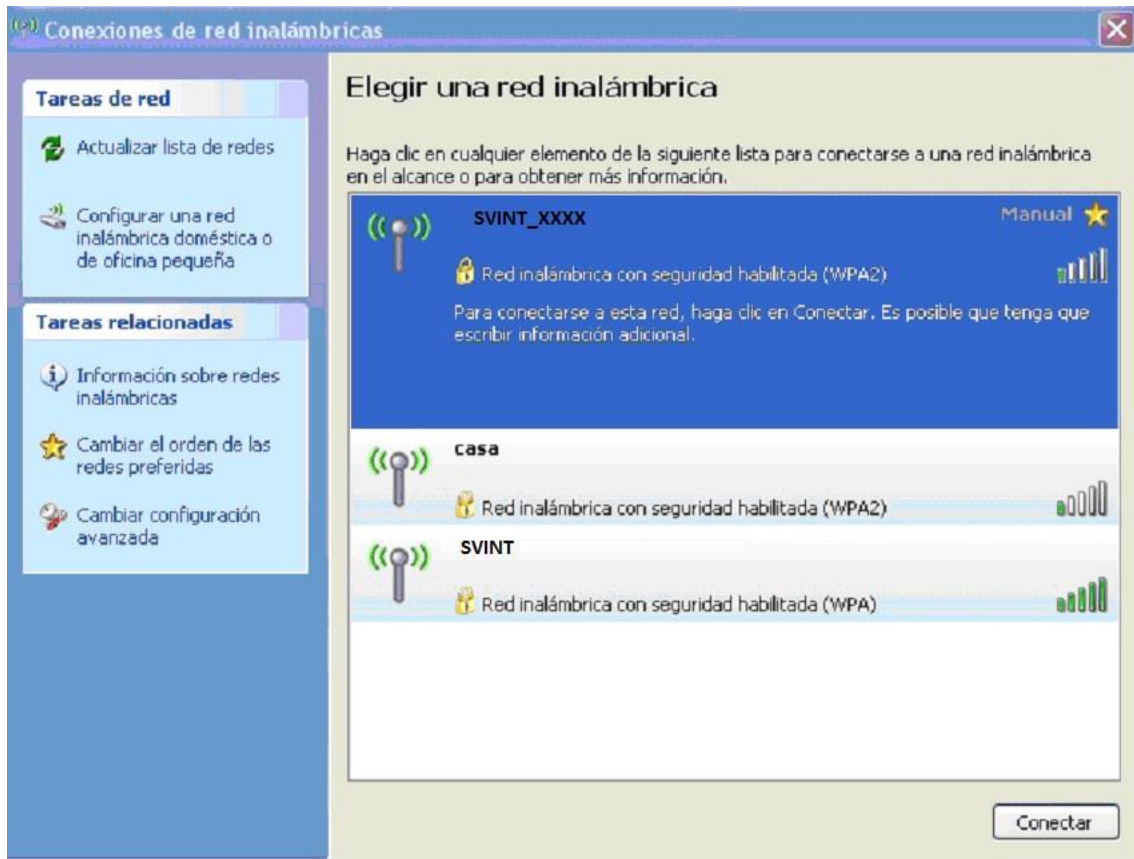 Conexiones de red inalámbricas
Tareas de red
Actualizar lista de redes
Configurar una red
inalámbrica doméstica o
de oficina pequeña
Tareas relacionadas
Información sobre redes
inalámbricas
Cambiar el orden de las
redes preferidas
Cambiar configuración
avanzada
Elegir una red inalámbrica
Haga clic en cualquier elemento de la siguiente lista para conectarse a una red inalámbrica
en el alcance o para obtener más información.
SVINT_XXXX
Manual
Red inalámbrica con seguridad habilitada (WPA2)
Para conectarse a esta red, haga clic en Conectar. Es posible que tenga que
escribir información adicional.
casa
Red inalámbrica con seguridad habilitada (WPA2)
SVINT
Red inalámbrica con seguridad habilitada (WPA)
Conectar